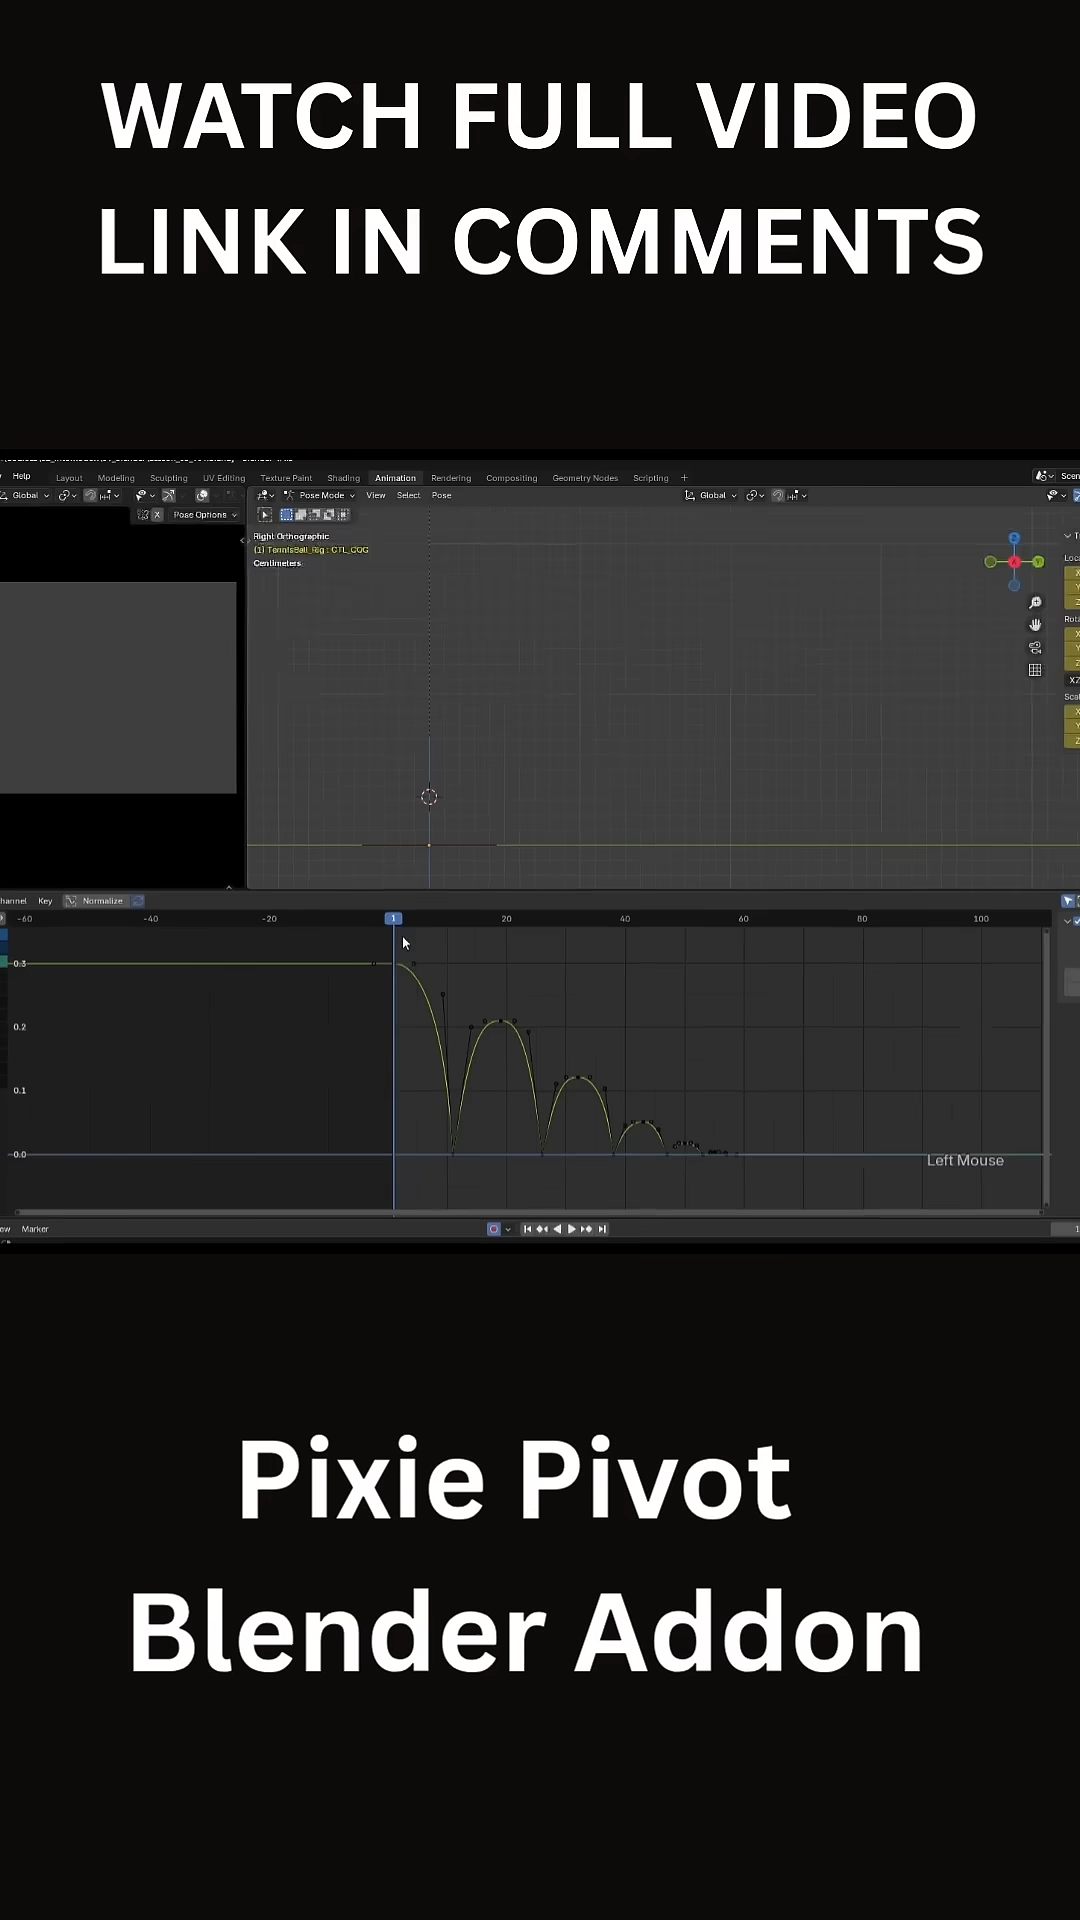 WATCH FULL VIDEO
LINK IN COMMENTS
Help
Layout Modeling Sculpting UV Editing Texture Paint Shading Animation Rendering Compositing Geometry Nodes Scripting +
Global
Pose Mode View Select Pose
Global
X Pose Options
Right Orthographic
(1) TennisBall_Rig : CTL_COG
Centimeters
Key Normalize
-60 -40 -20 1 20 40 60 80 100
0.3
0.2
0.1
0.0
Left Mouse
Marker
Pixie Pivot
Blender Addon